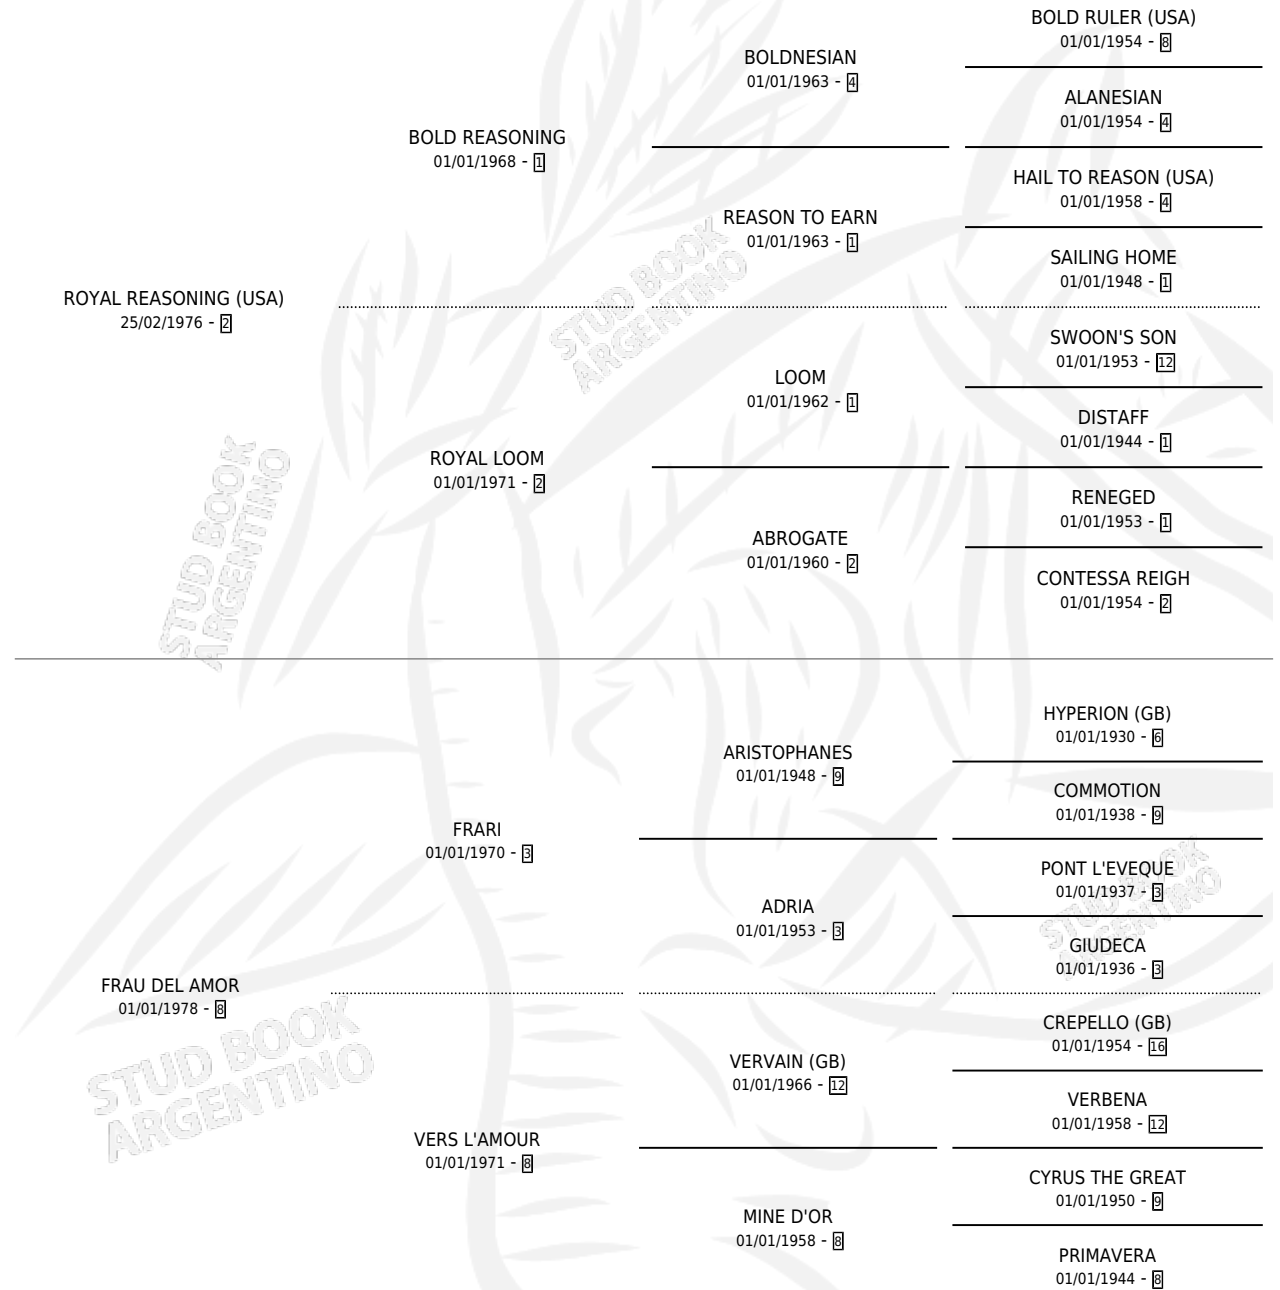 BOLD RULER (USA)
01/01/1954 - 8
BOLDNESIAN
01/01/1963 - 4
ALANESIAN
01/01/1954 - 4
BOLD REASONING
01/01/1968 - 1
HAIL TO REASON (USA)
01/01/1958 - 4
REASON TO EARN
01/01/1963 - 1
SAILING HOME
01/01/1948 - 1
ROYAL REASONING (USA)
25/02/1976 - 2
SWOON'S SON
01/01/1953 - 12
LOOM
01/01/1962 - 1
DISTAFF
01/01/1944 - 1
ROYAL LOOM
01/01/1971 - 2
RENEGED
01/01/1953 - 1
ABROGATE
01/01/1960 - 2
CONTESSA REIGH
01/01/1954 - 2
HYPERION (GB)
01/01/1930 - 6
ARISTOPHANES
01/01/1948 - 9
COMMOTION
01/01/1938 - 9
FRARI
01/01/1970 - 3
PONT L'EVEQUE
01/01/1937 - 3
ADRIA
01/01/1953 - 3
GIUDECA
01/01/1936 - 3
FRAU DEL AMOR
01/01/1978 - 8
CREPELLO (GB)
01/01/1954 - 16
VERVAIN (GB)
01/01/1966 - 12
VERBENA
01/01/1958 - 12
VERS L'AMOUR
01/01/1971 - 8
CYRUS THE GREAT
01/01/1950 - 9
MINE D'OR
01/01/1958 - 8
PRIMAVERA
01/01/1944 - 8
STUD BOOK
ARGENTINO
STUD BOOK
ARGENTINO
STUD BOOK
ARGENTINO
STUD BOOK
ARGENTINO